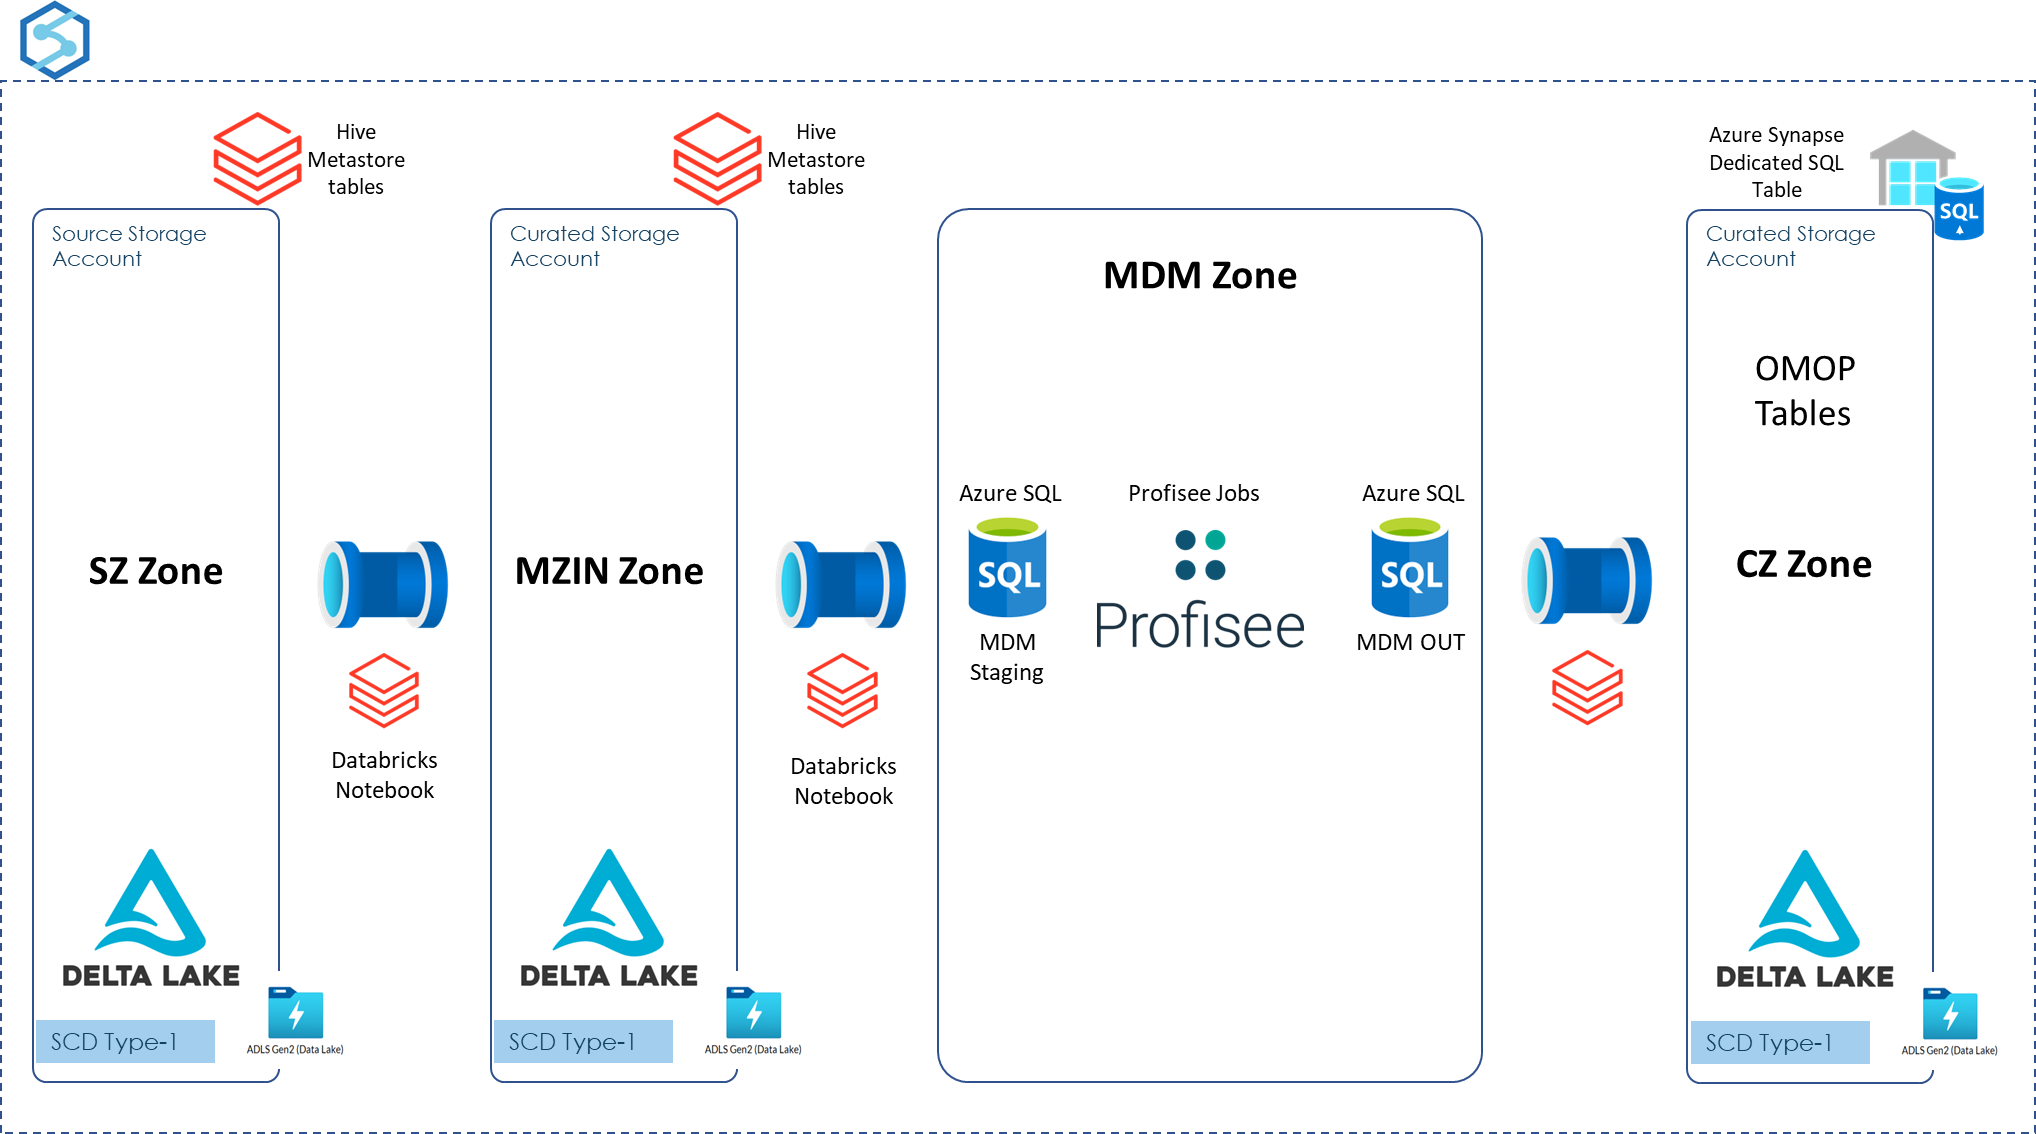 Hive
Metastore
tables
Hive
Metastore
tables
Azure Synapse
Dedicated SQL
Table
SQL
Source Storage
Account
SZ Zone
DELTA LAKE
SCD Type-1
ADLS Gen2 (Data Lake)
Databricks
Notebook
Curated Storage
Account
MZIN Zone
DELTA LAKE
SCD Type-1
ADLS Gen2 (Data Lake)
Databricks
Notebook
MDM Zone
Azure SQL
SQL
MDM
Staging
Profisee Jobs
Profisee
Azure SQL
SQL
MDM OUT
Curated Storage
Account
OMOP
Tables
CZ Zone
DELTA LAKE
SCD Type-1
ADLS Gen2 (Data Lake)